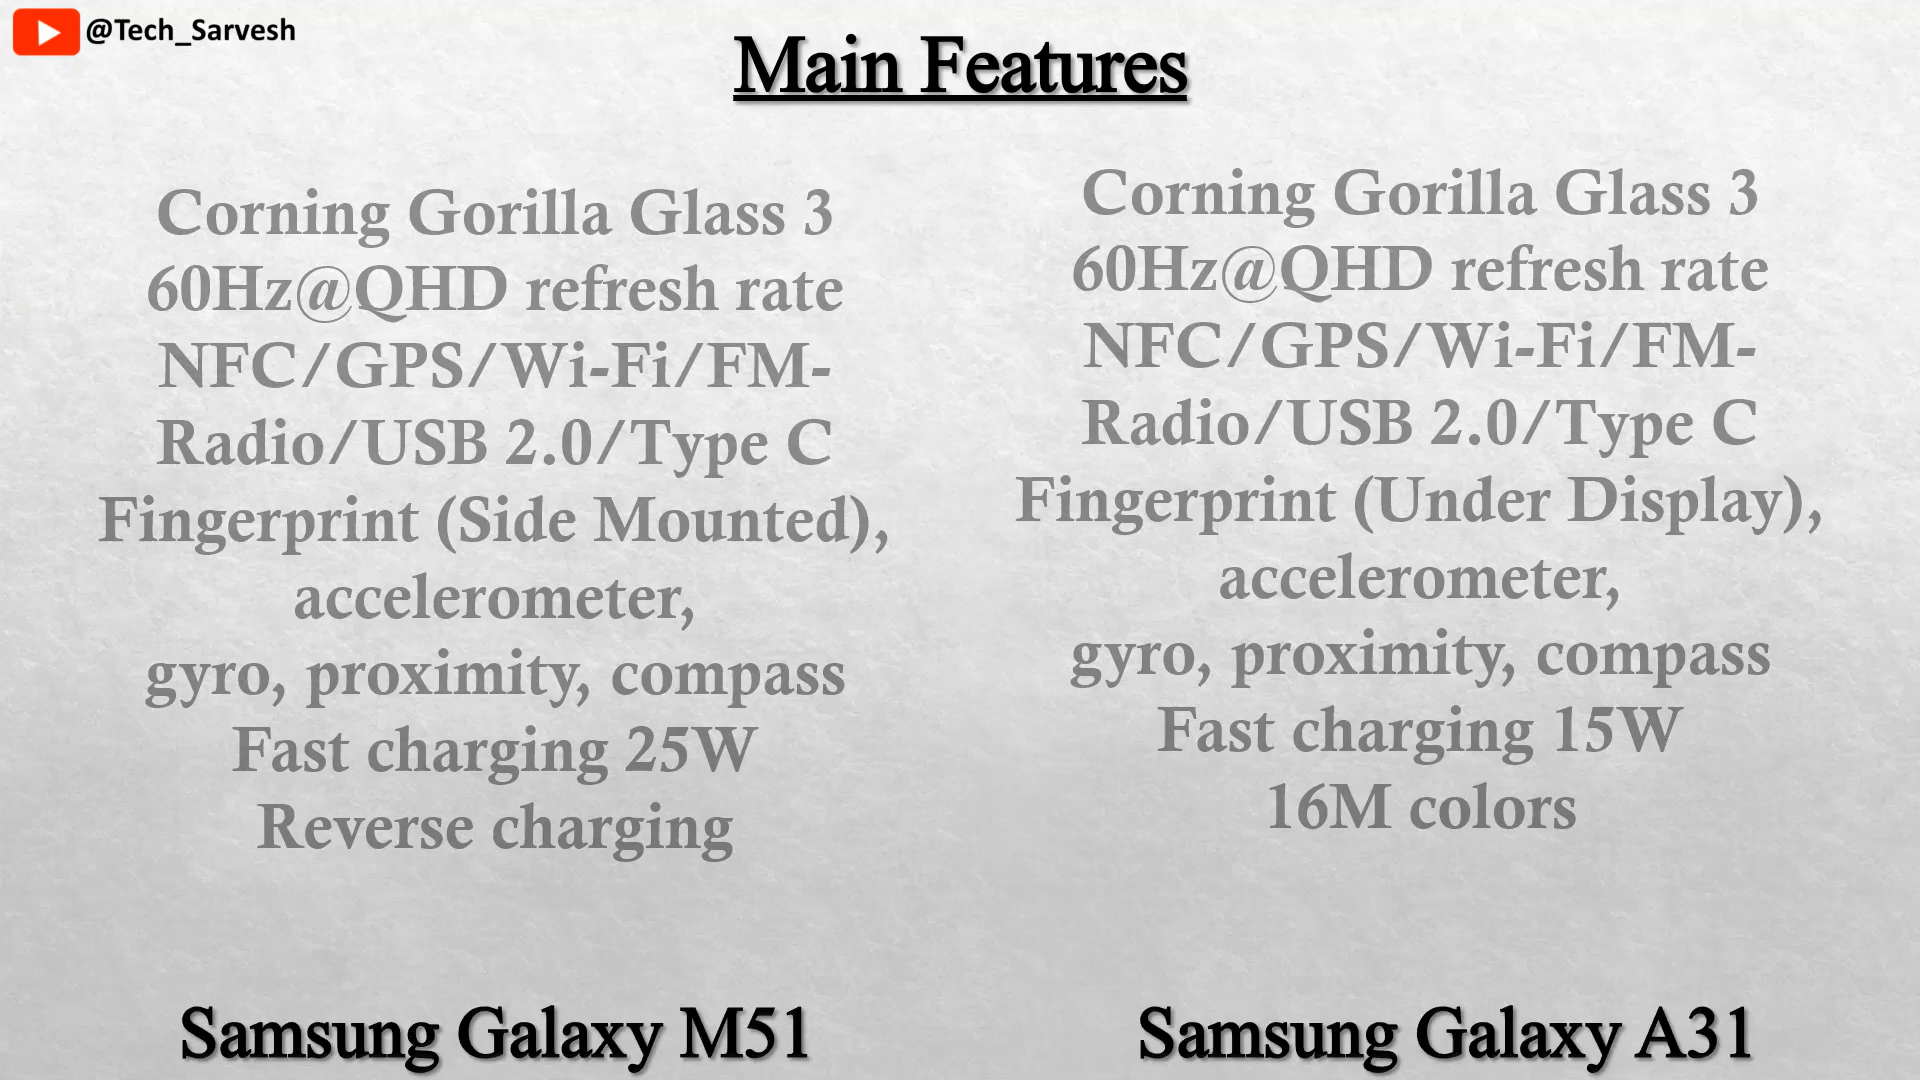 @Tech_Sarvesh
Main Features
Corning Gorilla Glass 3
60Hz@QHD refresh rate
NFC/GPS/Wi-Fi/FM-
Radio/USB 2.0/Type C
Fingerprint (Side Mounted),
accelerometer,
gyro, proximity, compass
Fast charging 25W
Reverse charging
Samsung Galaxy M51
Corning Gorilla Glass 3
60Hz@QHD refresh rate
NFC/GPS/Wi-Fi/FM-
Radio/USB 2.0/Type C
Fingerprint (Under Display),
accelerometer,
gyro, proximity, compass
Fast charging 15W
16M colors
Samsung Galaxy A31